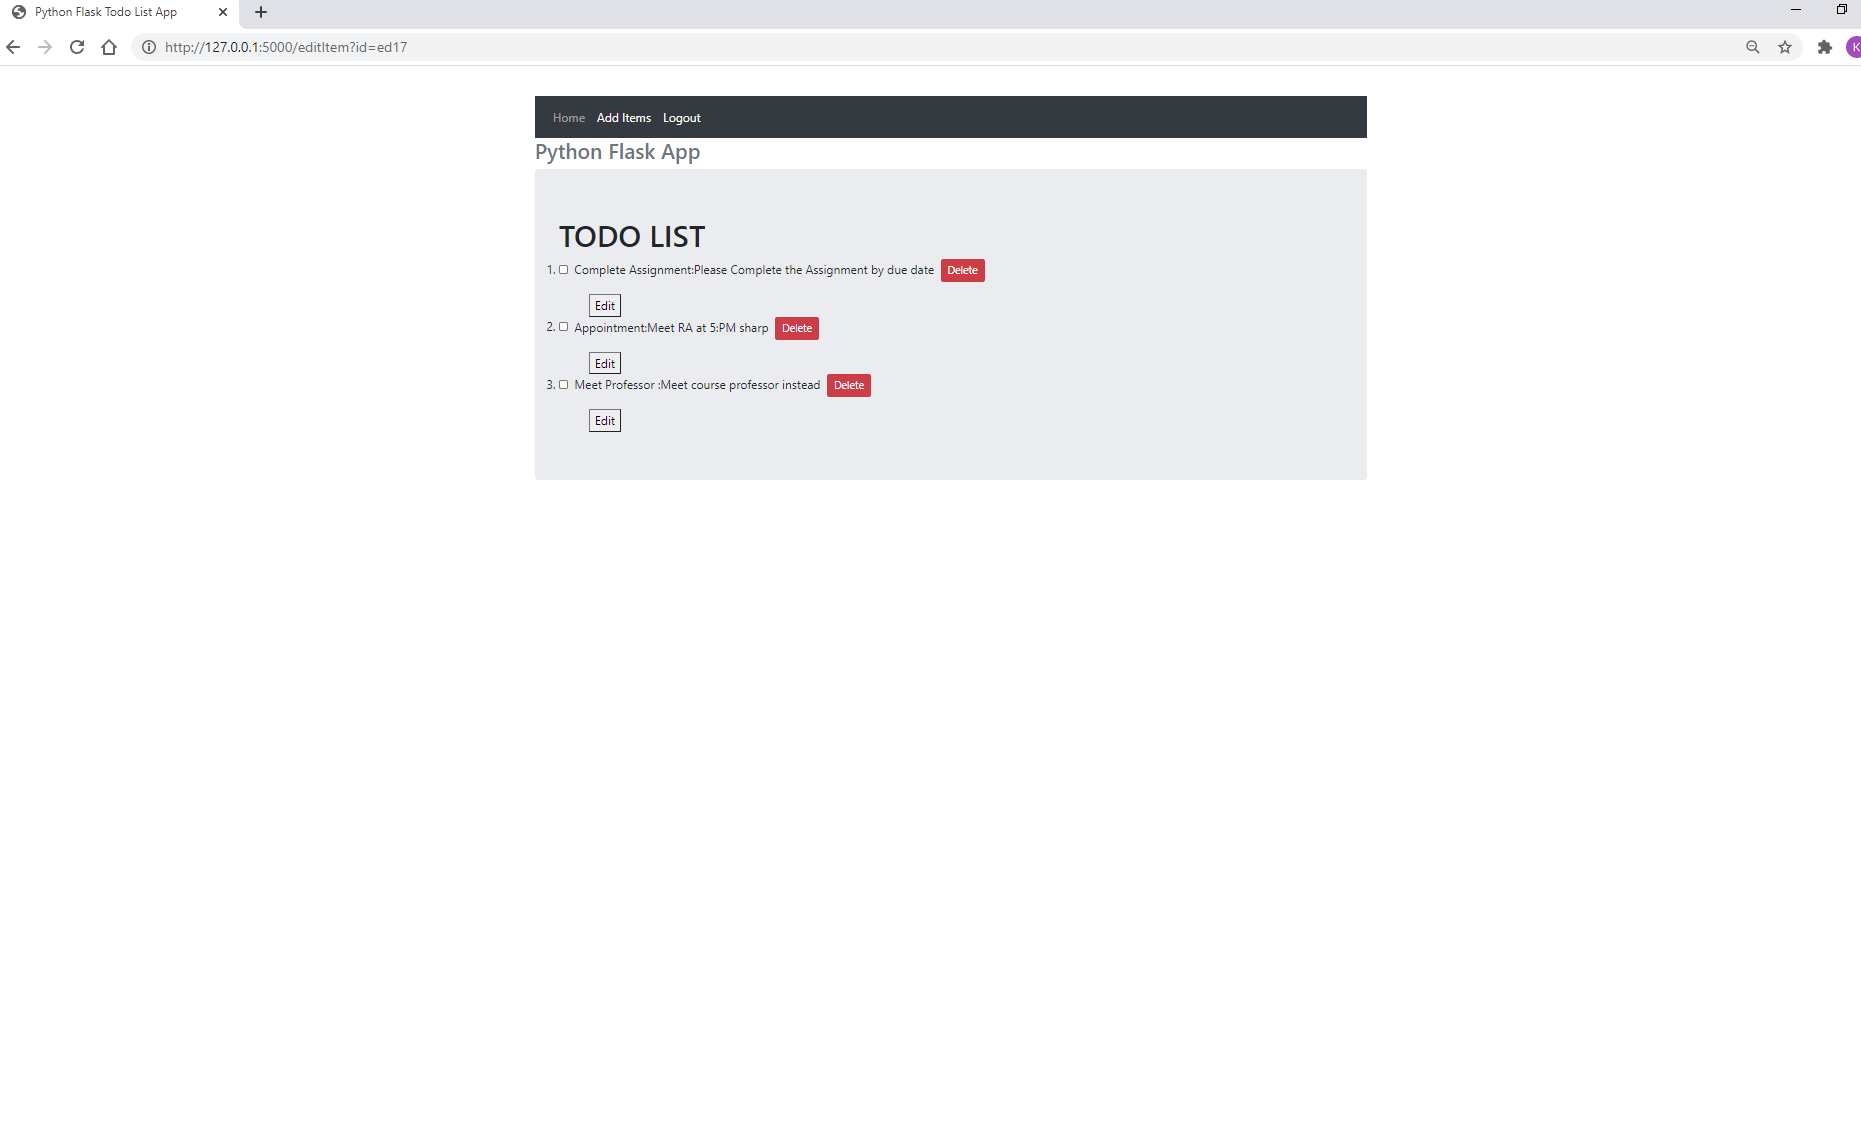 Python Flask Todo List App
http://127.0.0.1:5000/editItem?id=ed17
K
Home Add Items Logout
Python Flask App
TODO LIST
1. Complete Assignment:Please Complete the Assignment by due date Delete
Edit
2. Appointment:Meet RA at 5:PM sharp Delete
Edit
3. Meet Professor :Meet course professor instead Delete
Edit